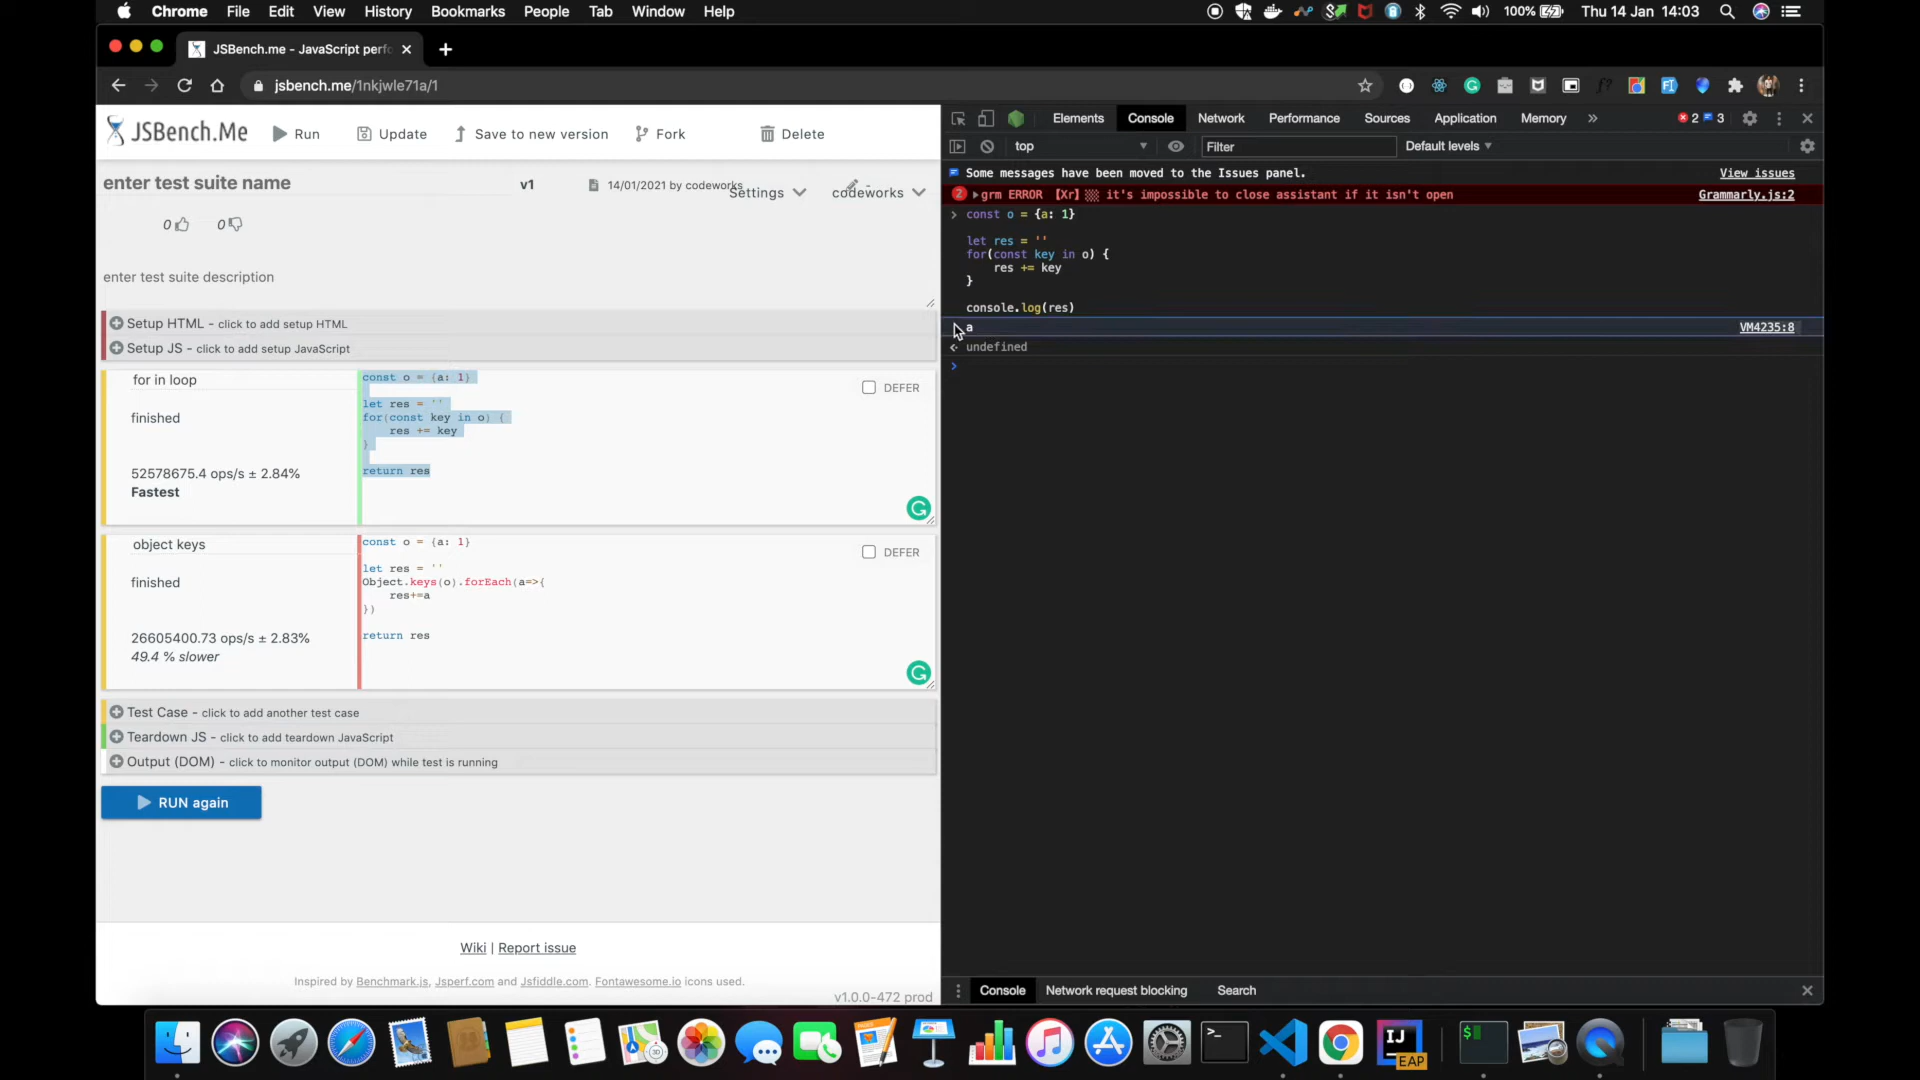 Chrome File Edit View History Bookmarks People Tab Window Help
100% Thu 14 Jan 14:03
JSBench.me - JavaScript perfo
jsbench.me/1nkjwle71a/1
JSBench.Me Run Update Save to new version Fork Delete
enter test suite name v1 14/01/2021 by codeworks Settings codeworks
0 0
enter test suite description
Setup HTML - click to add setup HTML
Setup JS - click to add setup JavaScript
for in loop
finished
52578675.4 ops/s ± 2.84%
Fastest
const o = {a: 1}
let res = ''
for(const key in o) {
res += key
}
return res
DEFER
object keys
finished
26605400.73 ops/s ± 2.83%
49.4 % slower
const o = {a: 1}
let res = ''
Object.keys(o).forEach(a=>{
res+=a
})
return res
DEFER
Test Case - click to add another test case
Teardown JS - click to add teardown JavaScript
Output (DOM) - click to monitor output (DOM) while test is running
RUN again
Wiki | Report issue
Inspired by Benchmark.js, Jsperf.com and Jsfiddle.com. Fontawesome.io icons used.
v1.0.0-472 prod
Elements Console Network Performance Sources Application Memory » 2 3
top Filter Default levels
Some messages have been moved to the Issues panel. View issues
2 grm ERROR 【Xr】░░ it's impossible to close assistant if it isn't open Grammarly.js:2
const o = {a: 1}
let res = ''
for(const key in o) {
res += key
}
console.log(res)
a VM4235:8
undefined
Console Network request blocking Search
IJ
EAP